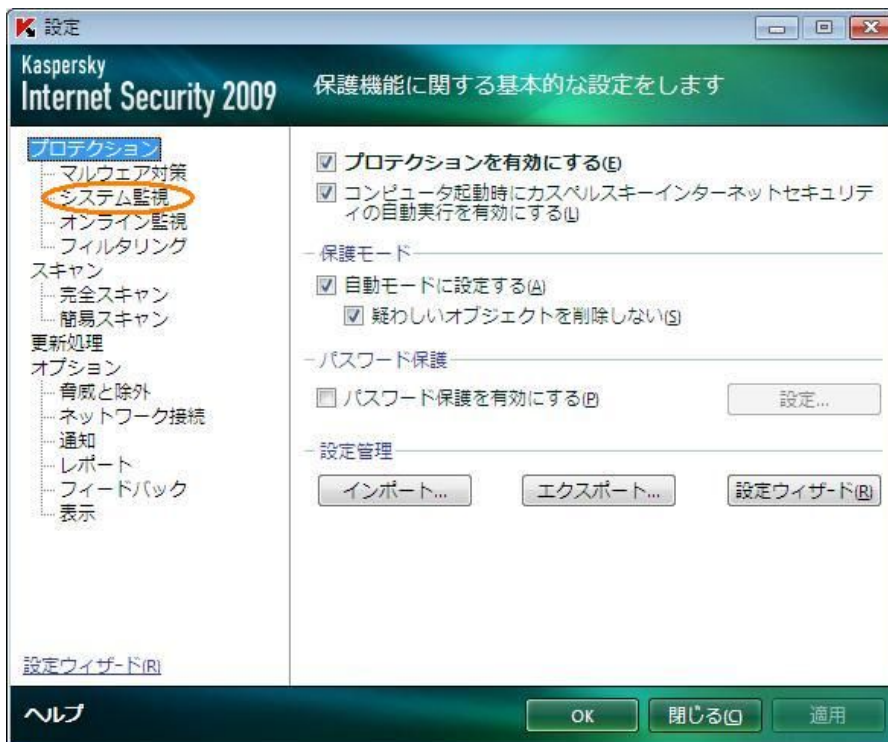 設定
Kaspersky
Internet Security 2009
保護機能に関する基本的な設定をします
プロテクション
マルウェア対策
システム監視
オンライン監視
フィルタリング
スキャン
完全スキャン
簡易スキャン
更新処理
オプション
脅威と除外
ネットワーク接続
通知
レポート
フィードバック
表示
設定ウィザード(R)
プロテクションを有効にする(E)
コンピュータ起動時にカスペルスキーインターネットセキュリテ
ィの自動実行を有効にする(L)
保護モード
自動モードに設定する(A)
疑わしいオブジェクトを削除しない(S)
パスワード保護
パスワード保護を有効にする(P)
設定...
設定管理
インポート...
エクスポート...
設定ウィザード(R)
ヘルプ
OK
閉じる(C)
適用